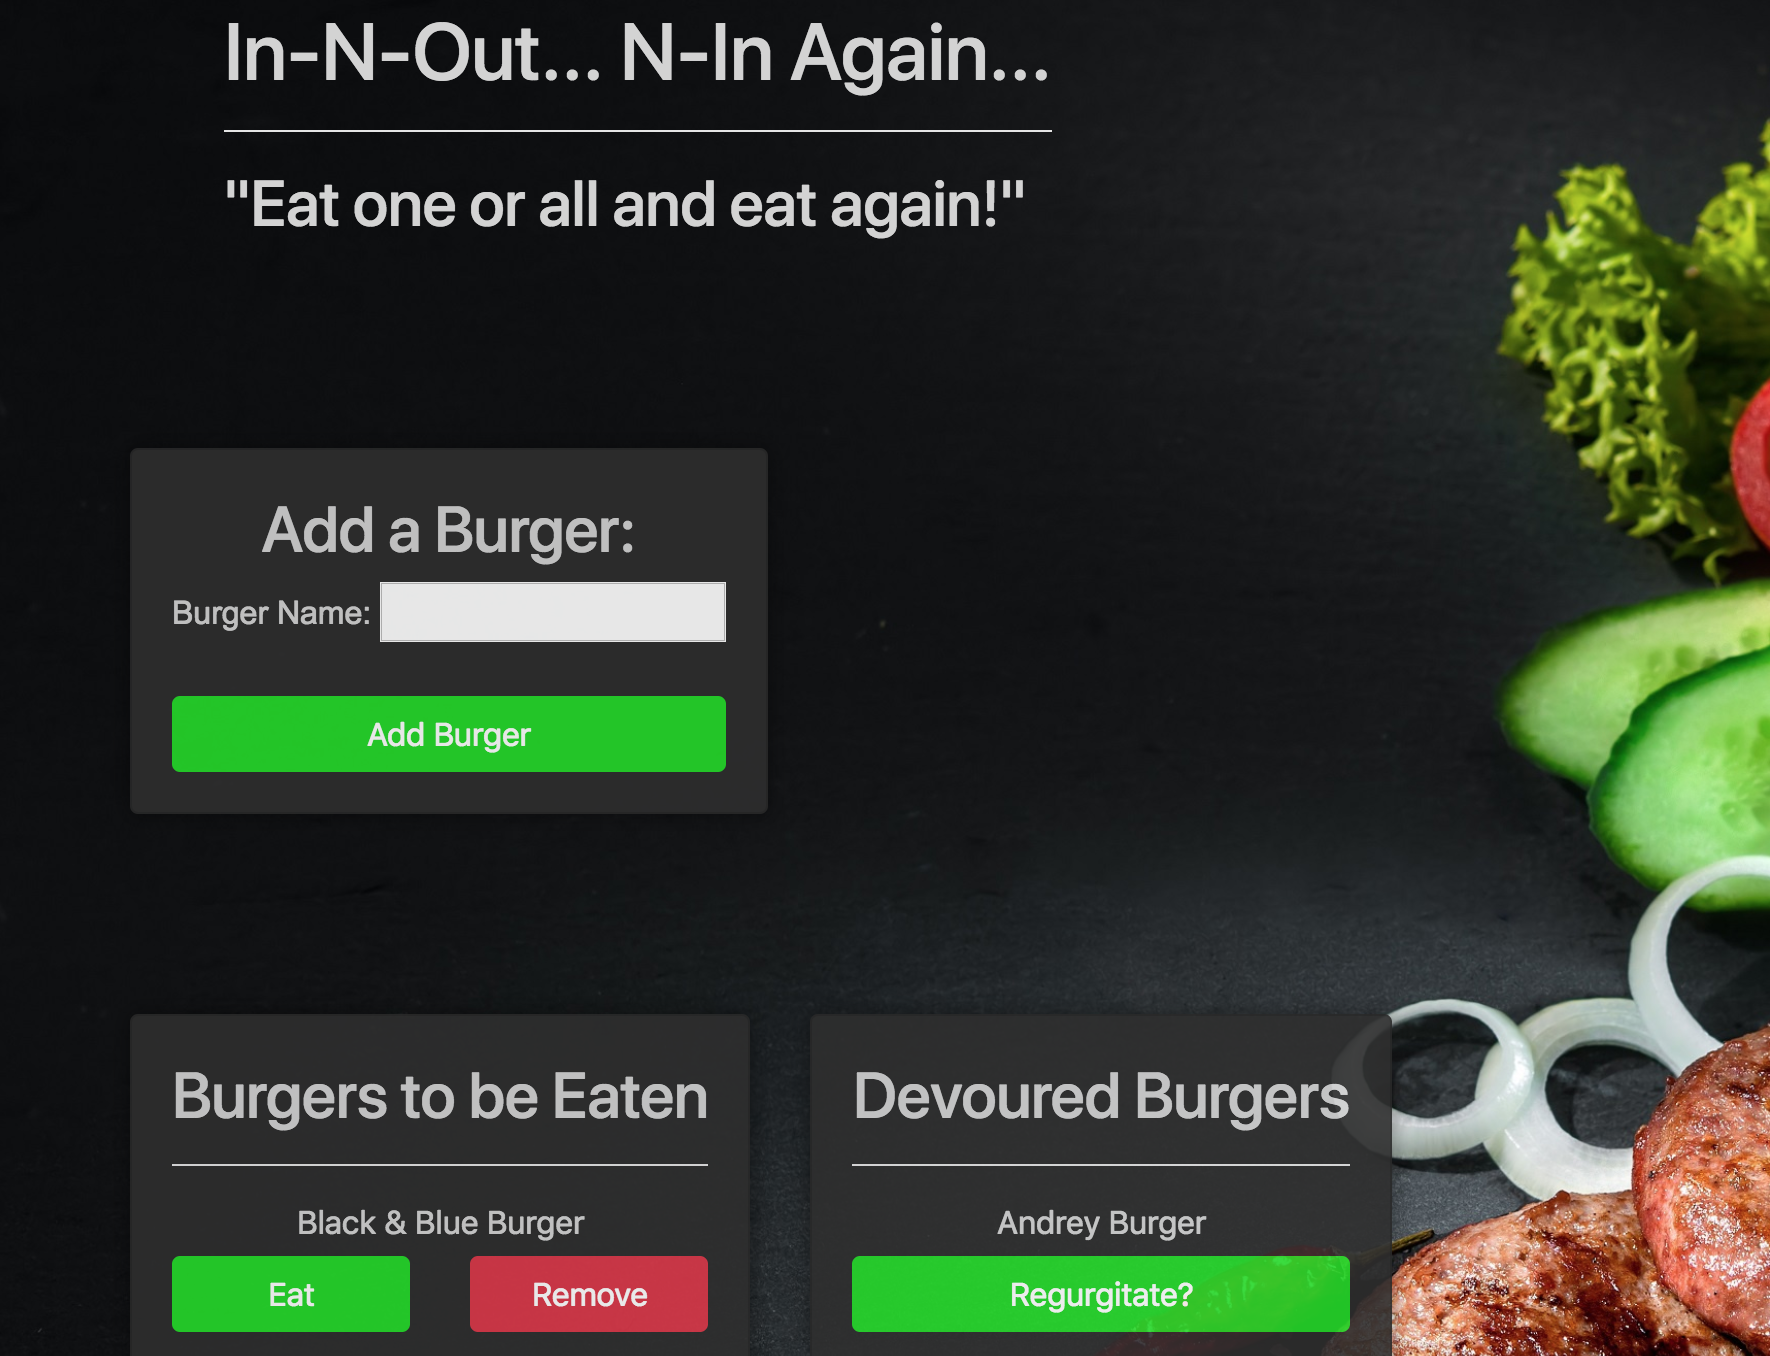 In-N-Out... N-In Again...
"Eat one or all and eat again!"
Add a Burger:
Burger Name:
Add Burger
Burgers to be Eaten
Black & Blue Burger
Eat
Remove
Devoured Burgers
Andrey Burger
Regurgitate?